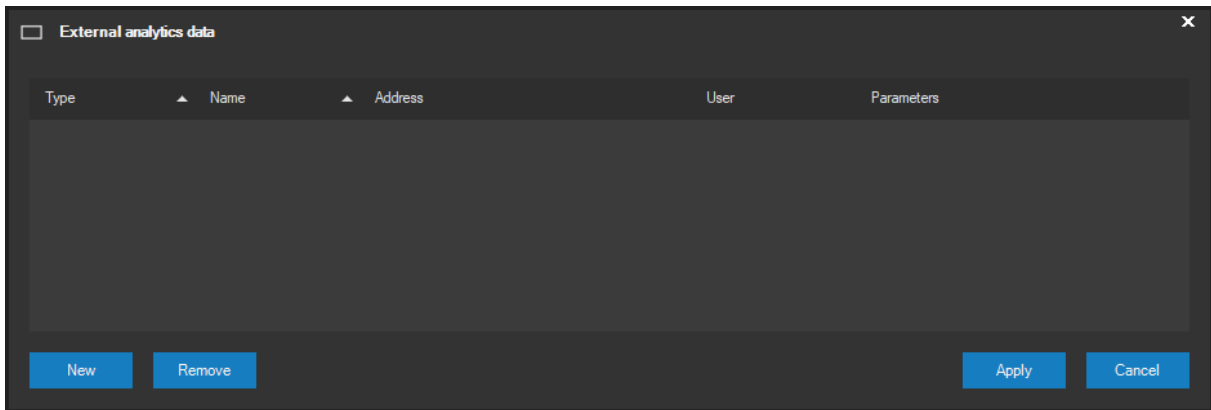 External analytics data
Type Name Address User Parameters
New Remove Apply Cancel